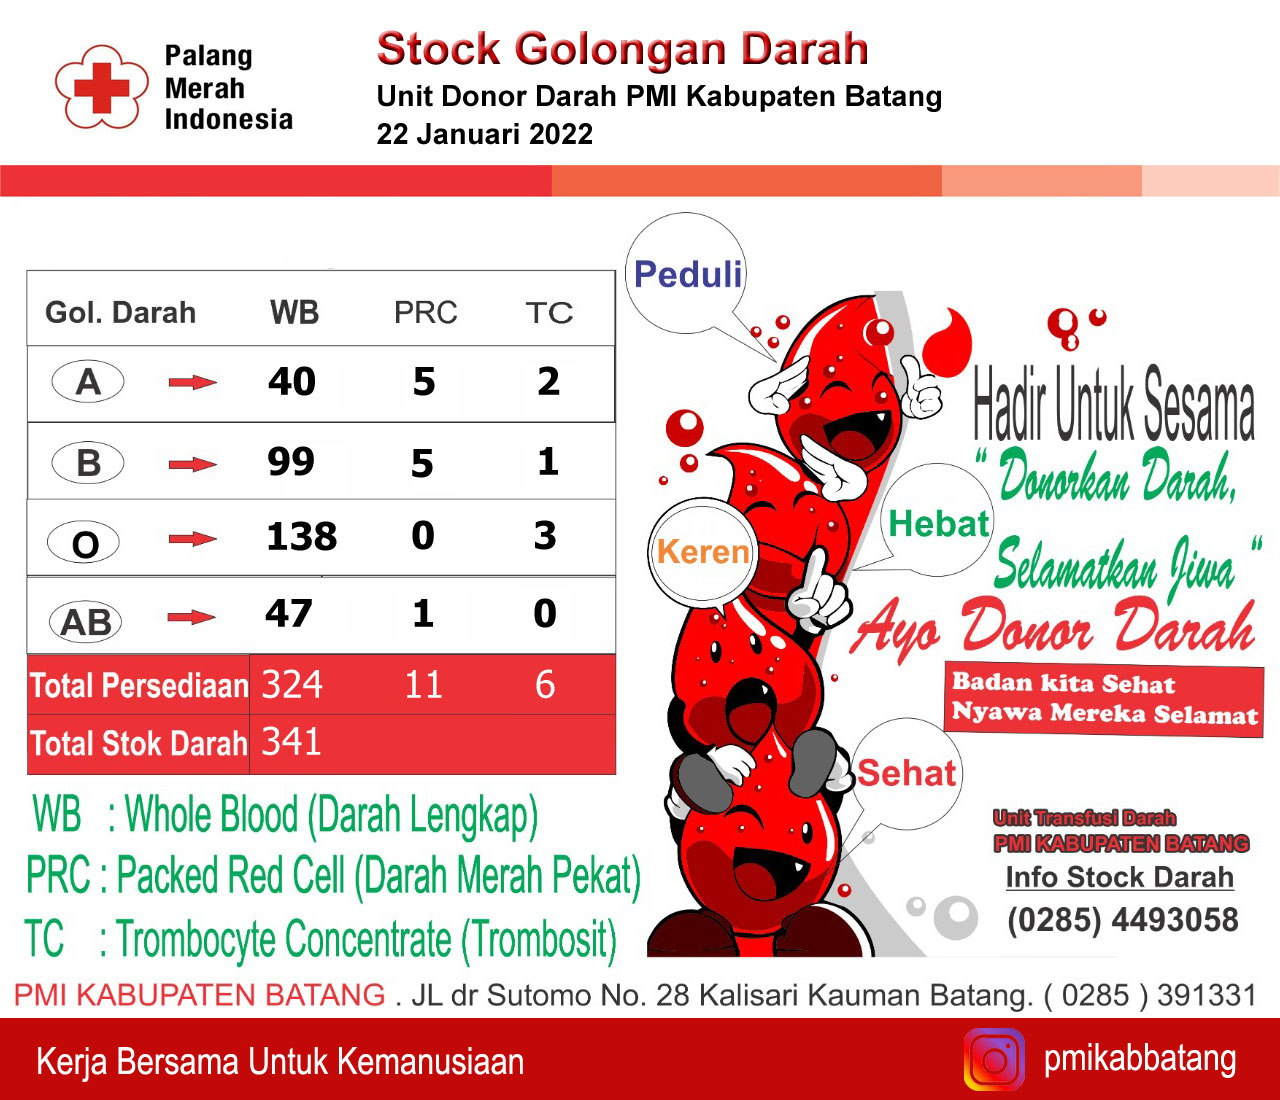 Palang
Merah
Indonesia
Stock Golongan Darah
Unit Donor Darah PMI Kabupaten Batang
22 Januari 2022
Gol. Darah WB PRC TC
A 40 5 2
B 99 5 1
O 138 0 3
AB 47 1 0
Total Persediaan 324 11 6
Total Stok Darah 341
WB : Whole Blood (Darah Lengkap)
PRC : Packed Red Cell (Darah Merah Pekat)
TC : Trombocyte Concentrate (Trombosit)
Peduli
Hebat
Keren
Sehat
Hadir Untuk Sesama
“ Donorkan Darah,
Selamatkan Jiwa “
Ayo Donor Darah
Badan kita Sehat
Nyawa Mereka Selamat
Unit Transfusi Darah
PMI KABUPATEN BATANG
Info Stock Darah
(0285) 4493058
PMI KABUPATEN BATANG . JL dr Sutomo No. 28 Kalisari Kauman Batang. ( 0285 ) 391331
Kerja Bersama Untuk Kemanusiaan
pmikabbatang